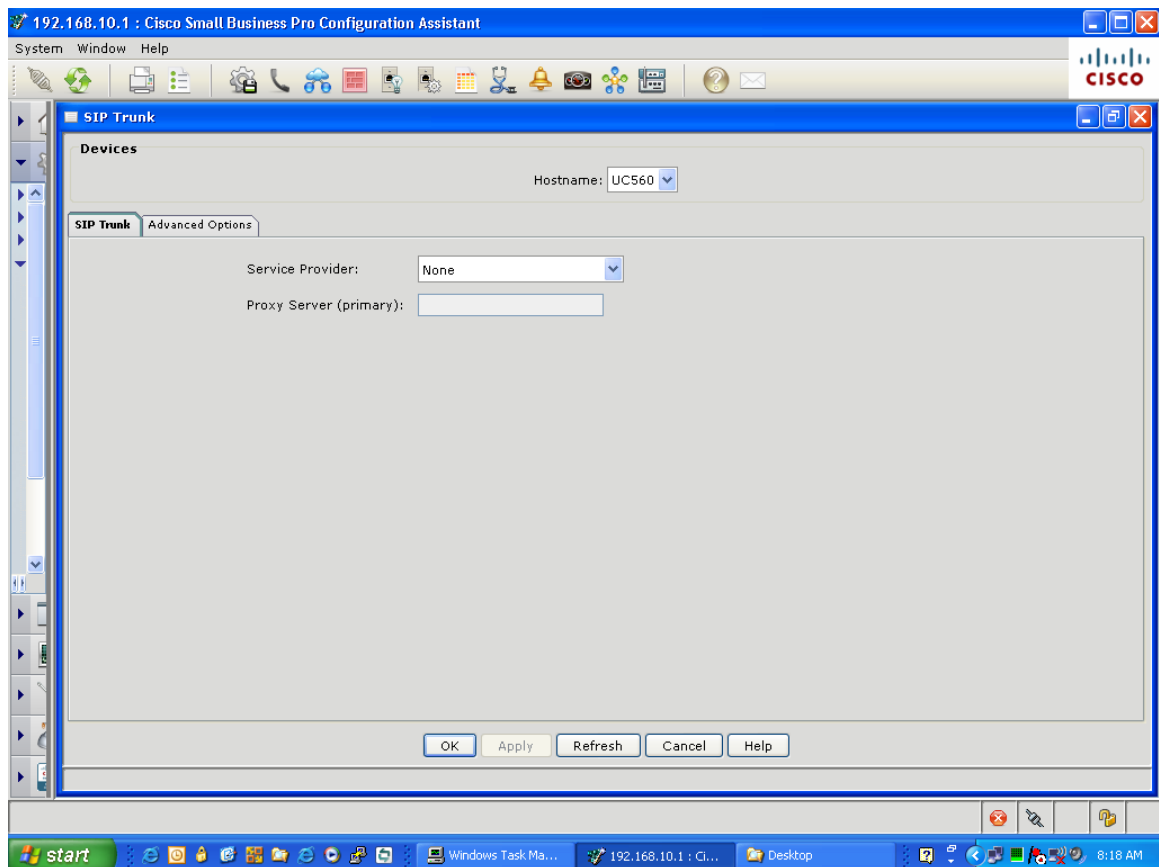 192.168.10.1 : Cisco Small Business Pro Configuration Assistant
System Window Help
CISCO
SIP Trunk
Devices
Hostname: UC560
SIP Trunk Advanced Options
Service Provider: None
Proxy Server (primary):
OK Apply Refresh Cancel Help
start Windows Task Ma... 192.168.10.1 : Ci... Desktop 8:18 AM